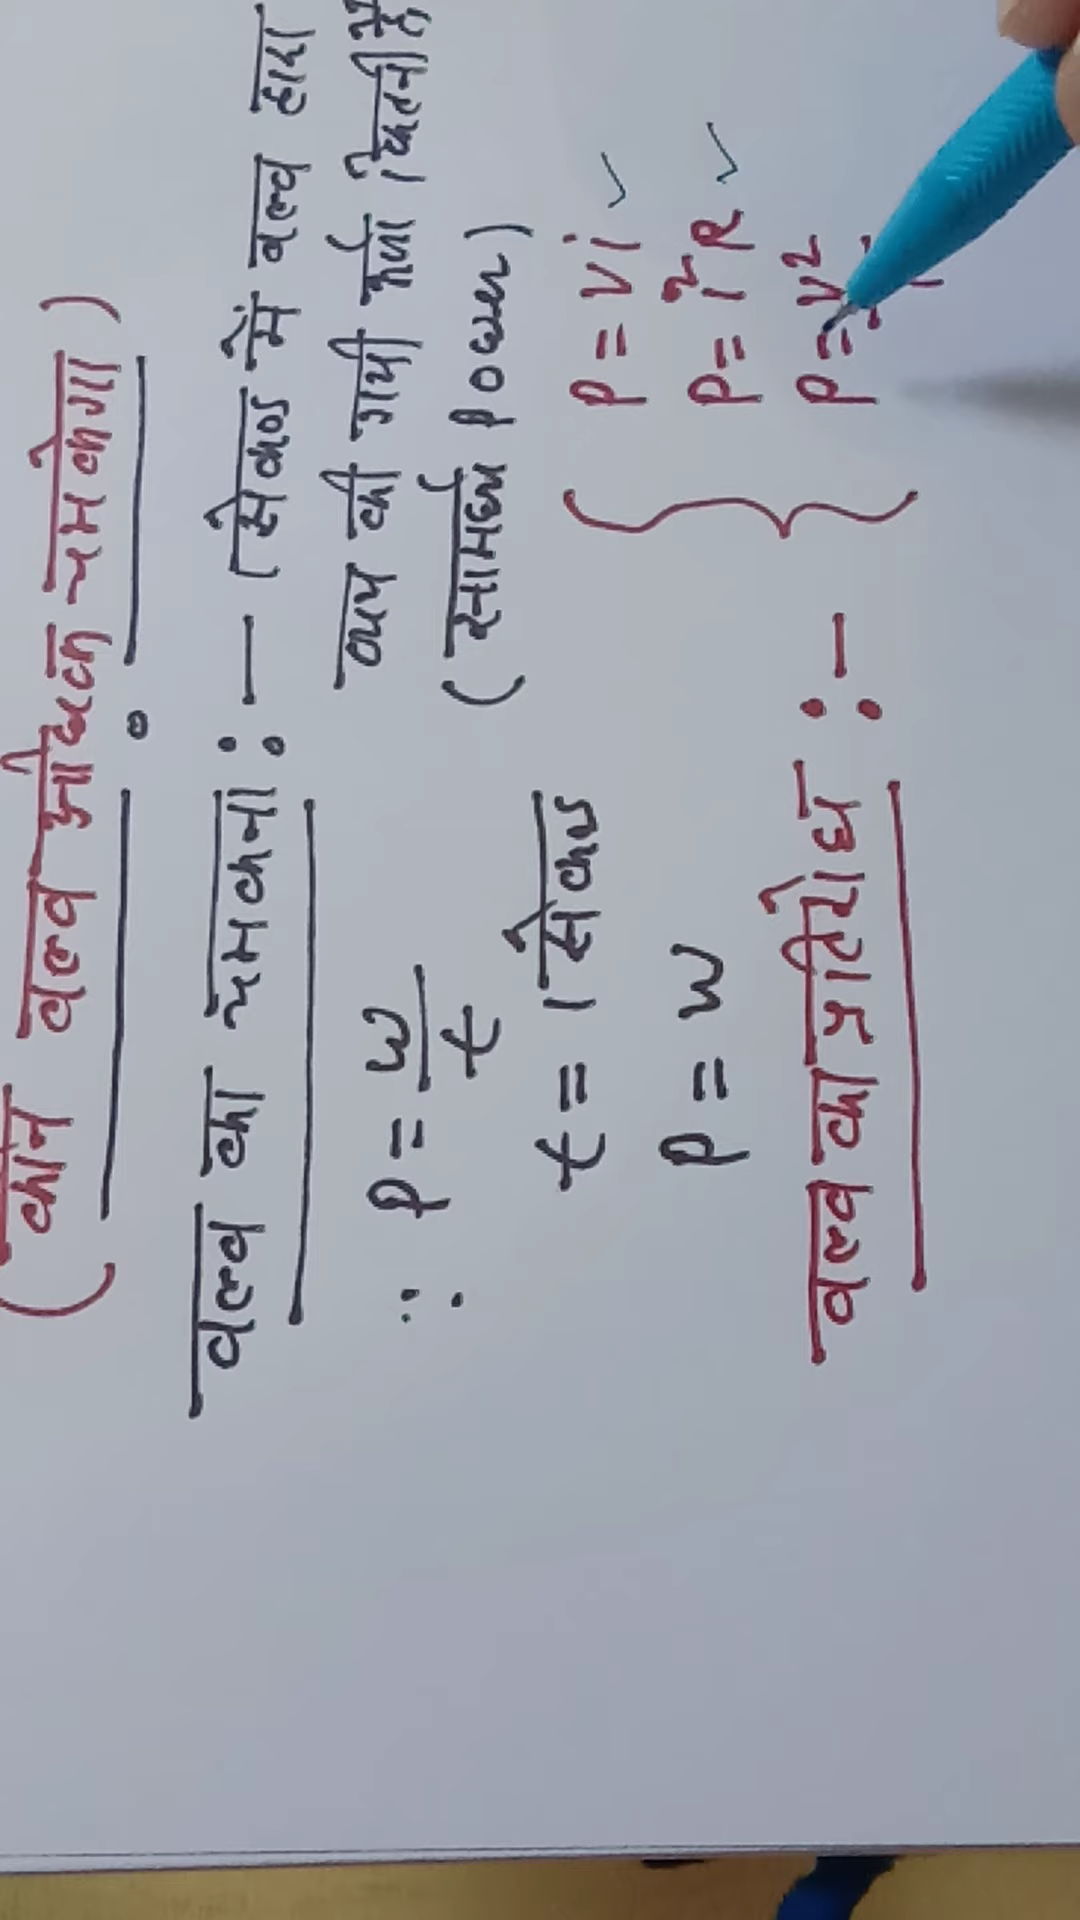 ( कौन बल्व अधिक चमकेगा )
बल्व का चमकना :— 1 सेकण्ड में बल्व द्वारा
व्यय की गयी ऊर्जा कितनी है
(सामर्थ्य Power)
∵ P = W/t
t = 1 सेकण्ड
P = W
P = Vi ✓
P = i²R ✓
बल्व का प्रतिरोध :— P = V²